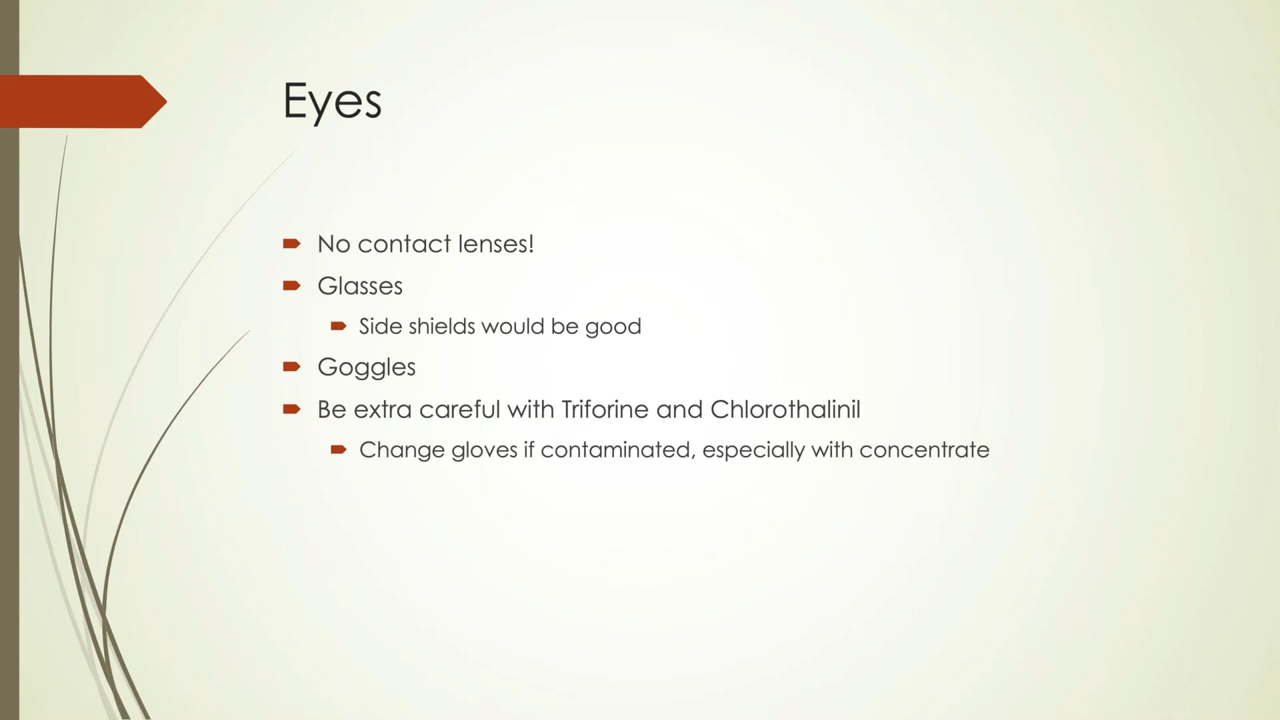 Eyes
No contact lenses!
Glasses
Side shields would be good
Goggles
Be extra careful with Triforine and Chlorothalinil
Change gloves if contaminated, especially with concentrate